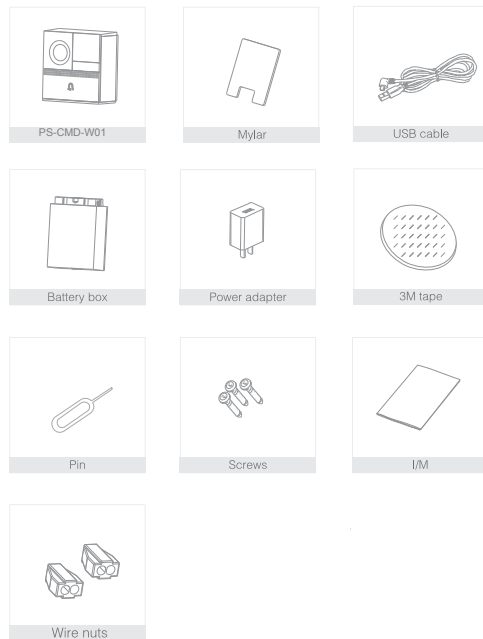 PS-CMD-W01
Mylar
USB cable
Battery box
Power adapter
3M tape
Pin
Screws
I/M
Wire nuts